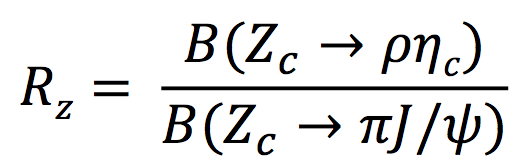 R_z = B(Z_c → ρη_c) / B(Z_c → πJ/ψ)